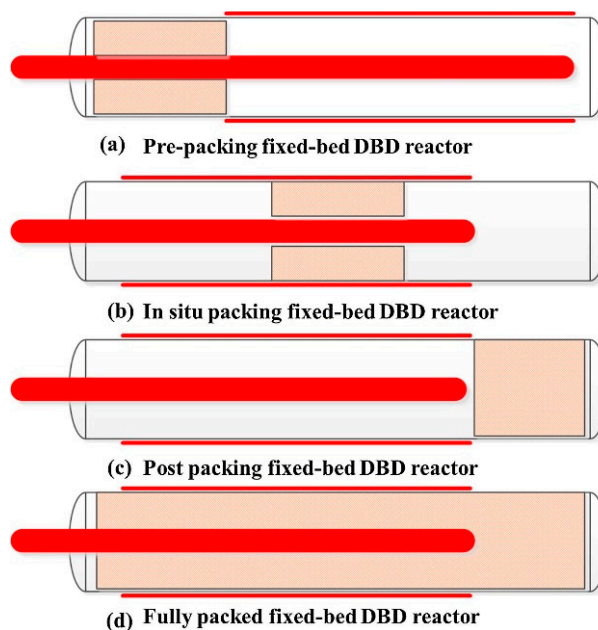 (a) Pre-packing fixed-bed DBD reactor
(b) In situ packing fixed-bed DBD reactor
(c) Post packing fixed-bed DBD reactor
(d) Fully packed fixed-bed DBD reactor